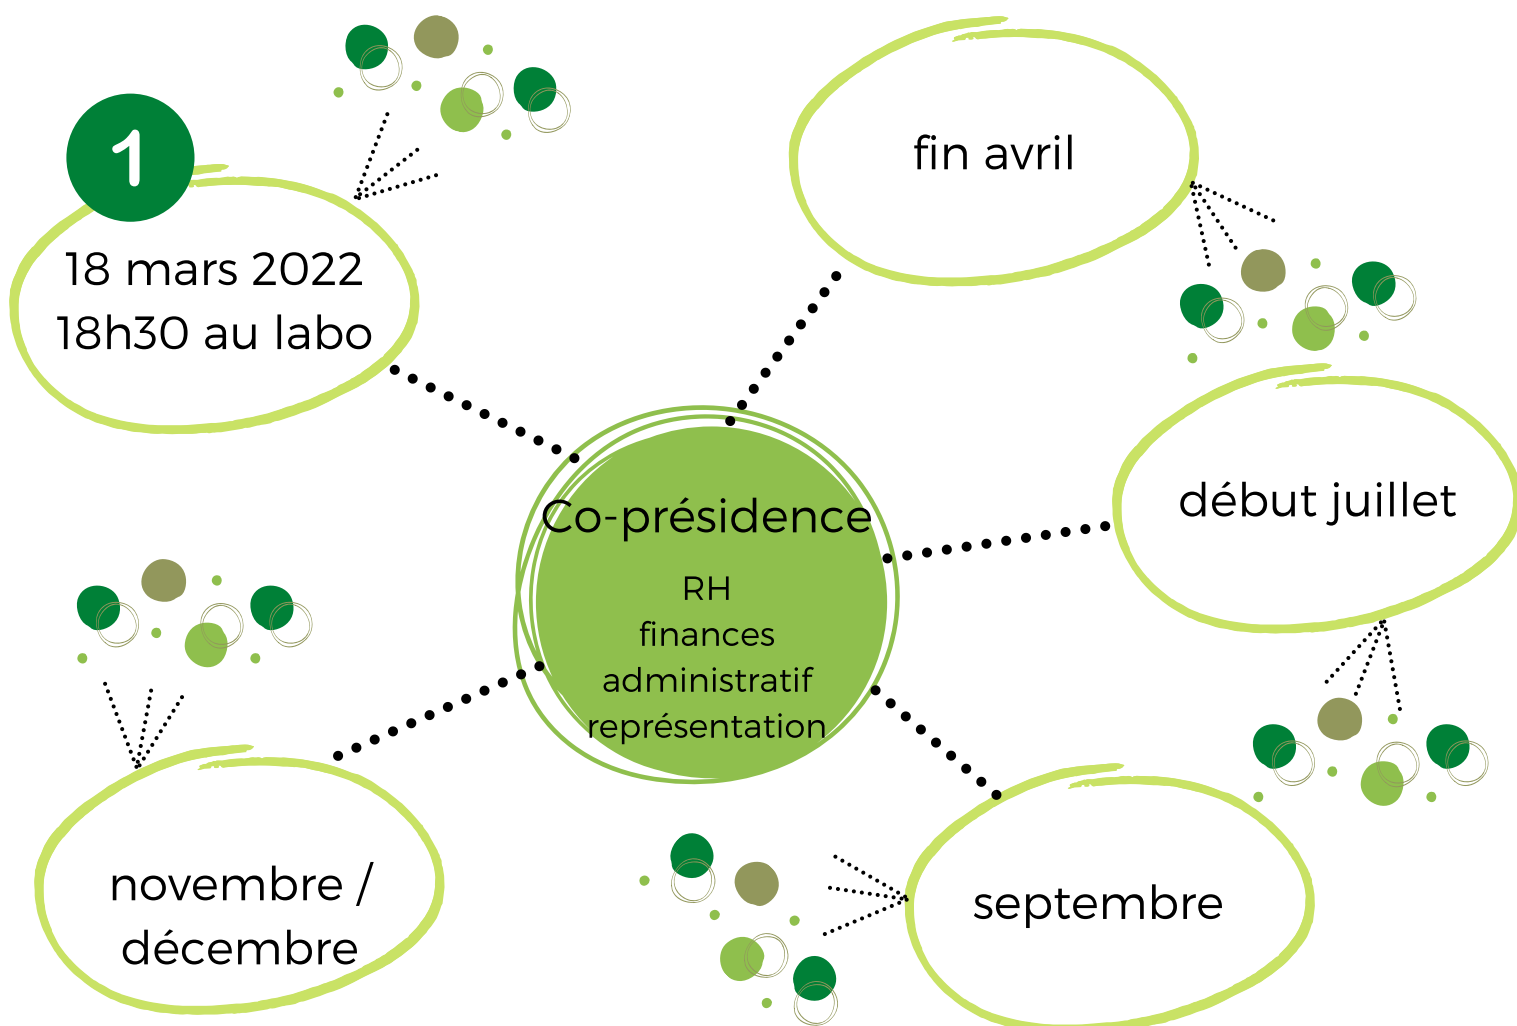 1
18 mars 2022
18h30 au labo
fin avril
début juillet
Co-présidence
RH
finances
administratif
représentation
septembre
novembre /
décembre